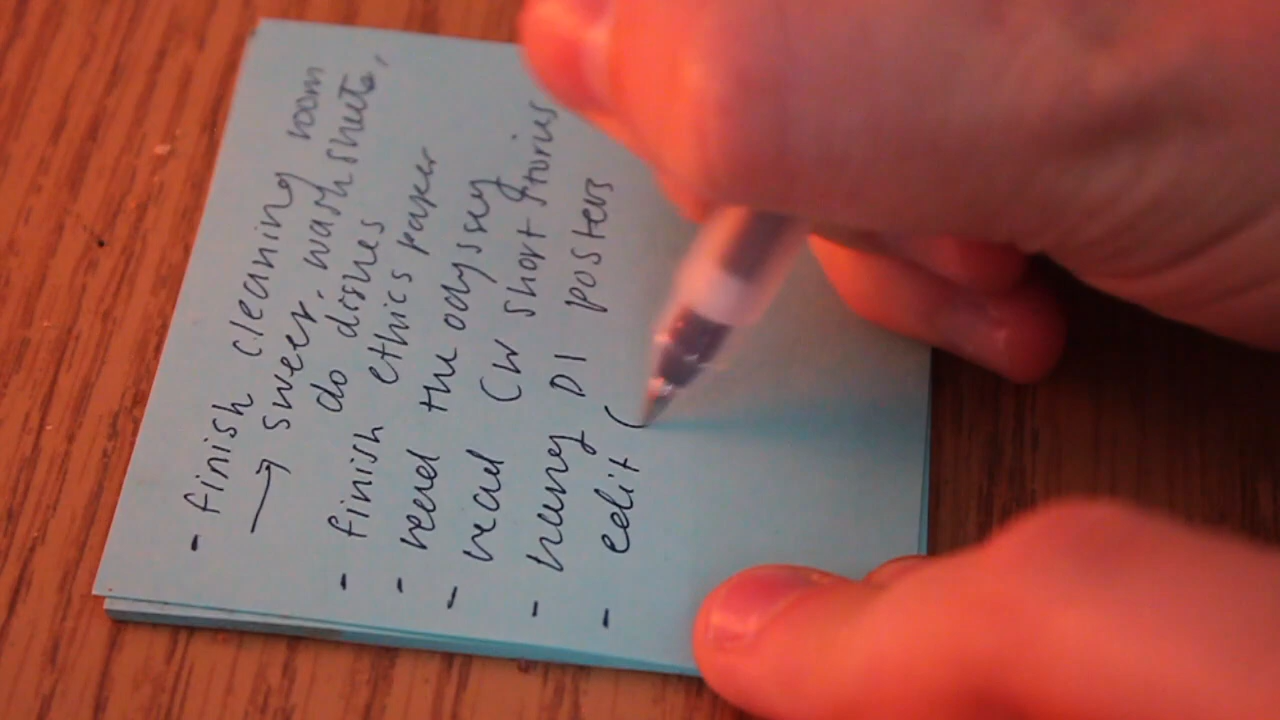 - finish cleaning room
→ sweep, wash sheets,
do dishes
- finish ethics paper
- read the odyssey
- read CW short stories
- hang DI posters
- edit (